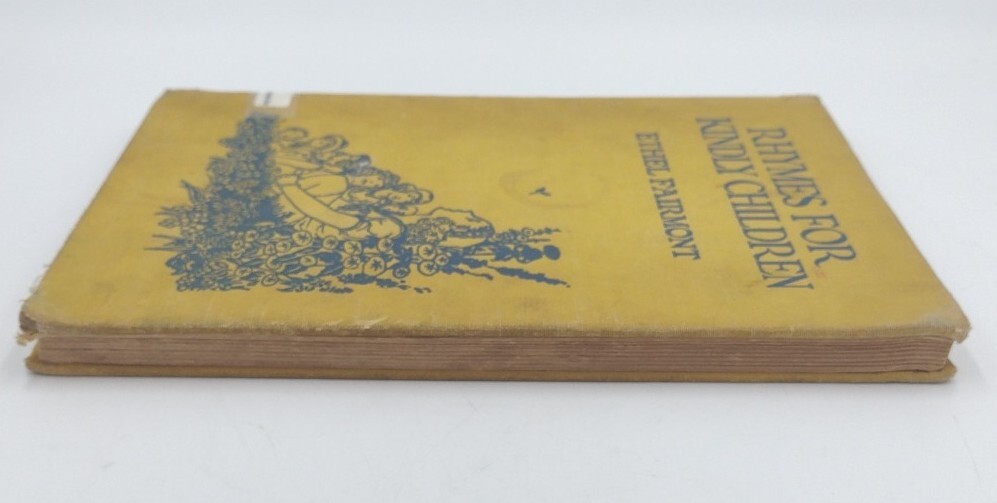 RHYMES FOR
KINDLY CHILDREN
ETHEL FAIRMONT